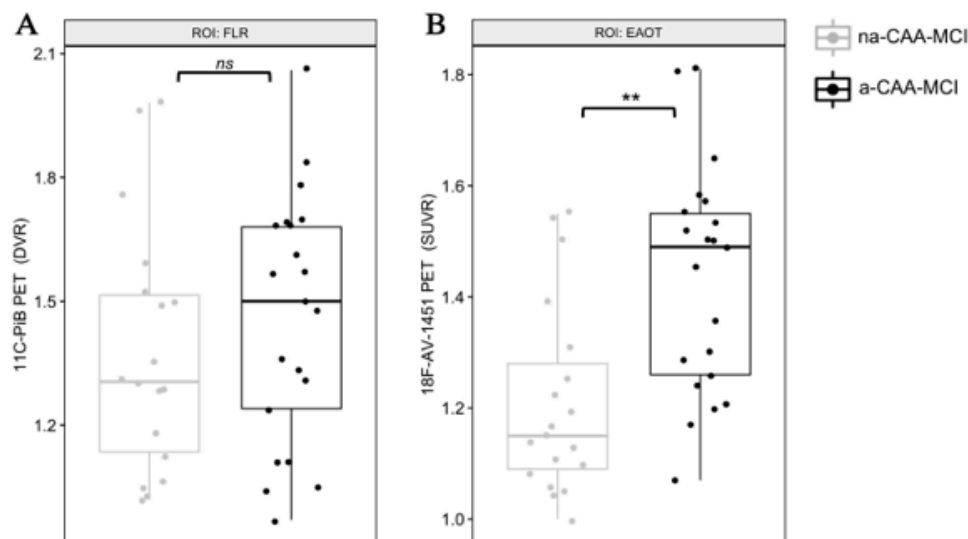 A
ROI: FLR
ns
11C-PiB PET (DVR)
2.1
1.8
1.5
1.2
B
ROI: EAOT
**
18F-AV-1451 PET (SUVR)
1.8
1.6
1.4
1.2
1.0
na-CAA-MCI
a-CAA-MCI